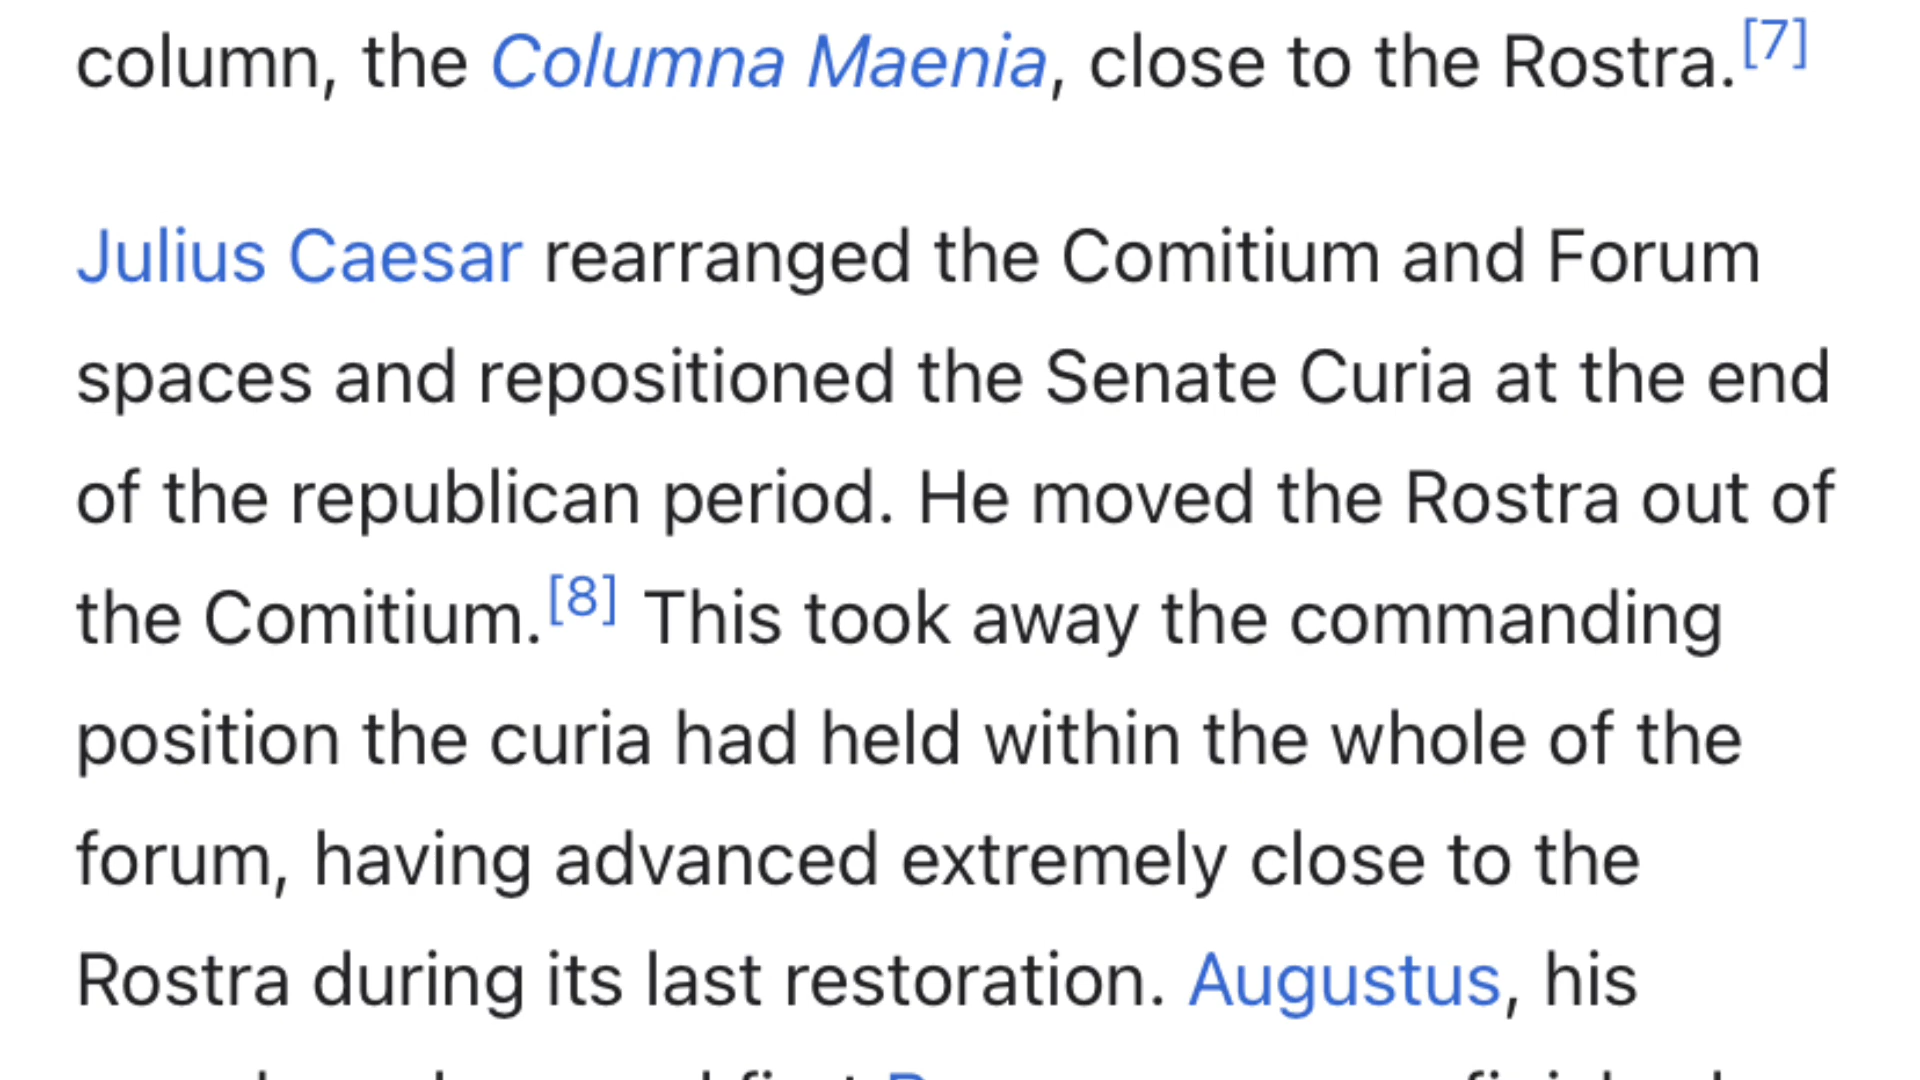 column, the Columna Maenia, close to the Rostra.[7]
Julius Caesar rearranged the Comitium and Forum
spaces and repositioned the Senate Curia at the end
of the republican period. He moved the Rostra out of
the Comitium.[8] This took away the commanding
position the curia had held within the whole of the
forum, having advanced extremely close to the
Rostra during its last restoration. Augustus, his